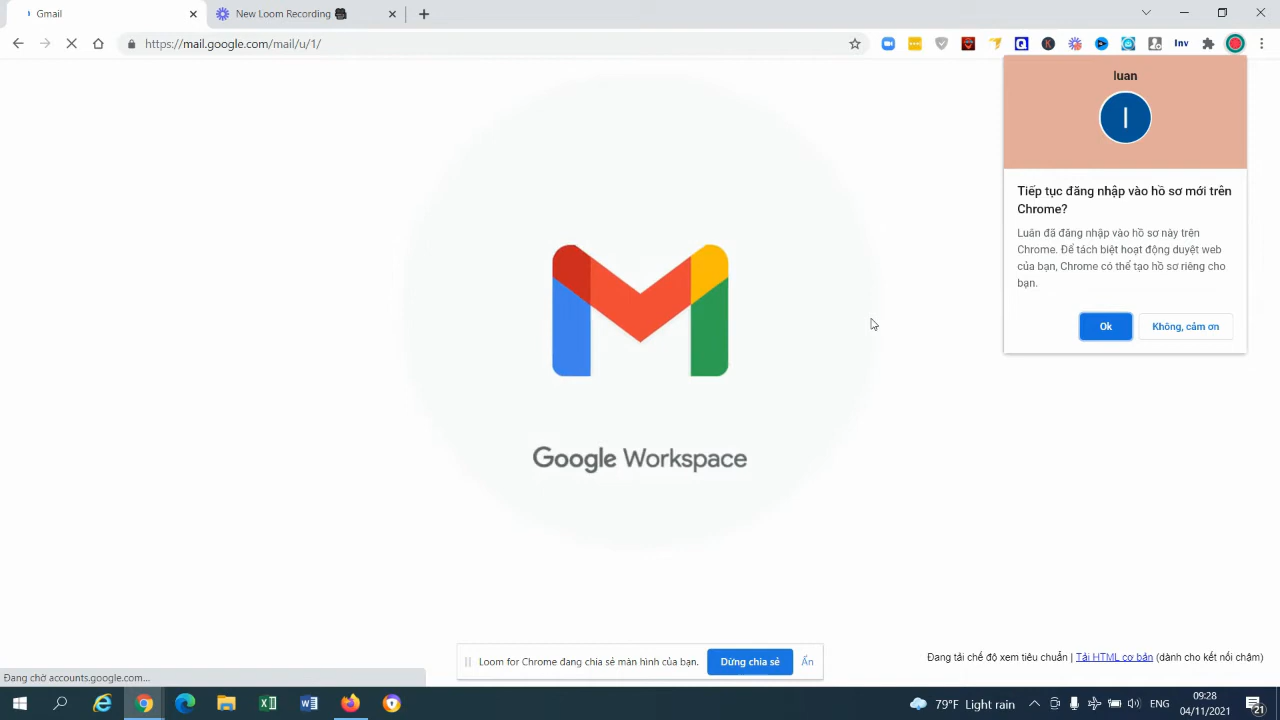 Gmail
New Loom Recording
https://mail.google.com/mail/u/1/
Inv
luan
l
Tiếp tục đăng nhập vào hồ sơ mới trên
Chrome?
Luân đã đăng nhập vào hồ sơ này trên
Chrome. Để tách biệt hoạt động duyệt web
của bạn, Chrome có thể tạo hồ sơ riêng cho
bạn.
Ok
Không, cảm ơn
Google Workspace
Loom for Chrome đang chia sẻ màn hình của bạn.
Dừng chia sẻ
Ẩn
Đang tải chế độ xem tiêu chuẩn | Tải HTML cơ bản (dành cho kết nối chậm)
Đang chờ accounts.google.com...
79°F Light rain
ENG
09:28
04/11/2021
21